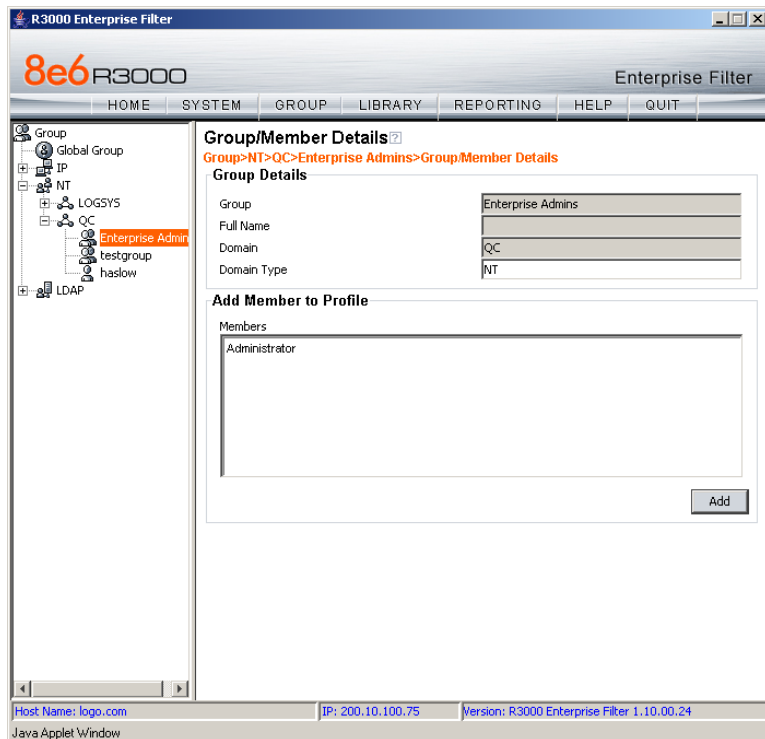 R3000 Enterprise Filter
8e6 R3000
Enterprise Filter
HOME SYSTEM GROUP LIBRARY REPORTING HELP QUIT
Group
Global Group
IP
NT
LOGSYS
QC
Enterprise Admin
testgroup
haslow
LDAP
Group/Member Details?
Group>NT>QC>Enterprise Admins>Group/Member Details
Group Details
Group Enterprise Admins
Full Name
Domain QC
Domain Type NT
Add Member to Profile
Members
Administrator
Add
Host Name: logo.com IP: 200.10.100.75 Version: R3000 Enterprise Filter 1.10.00.24
Java Applet Window